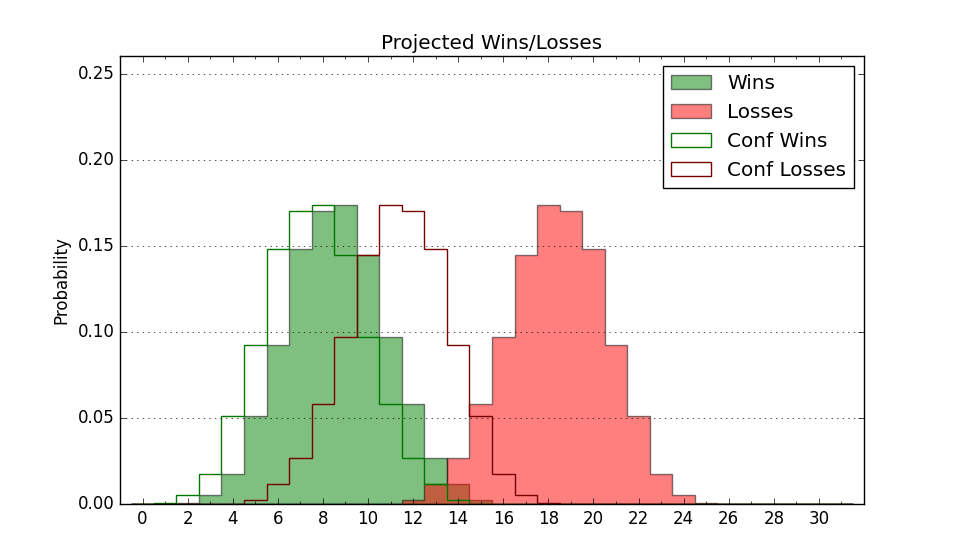 Projected Wins/Losses
Wins
Losses
Conf Wins
Conf Losses
Probability
0.25
0.20
0.15
0.10
0.05
0.00
0 2 4 6 8 10 12 14 16 18 20 22 24 26 28 30